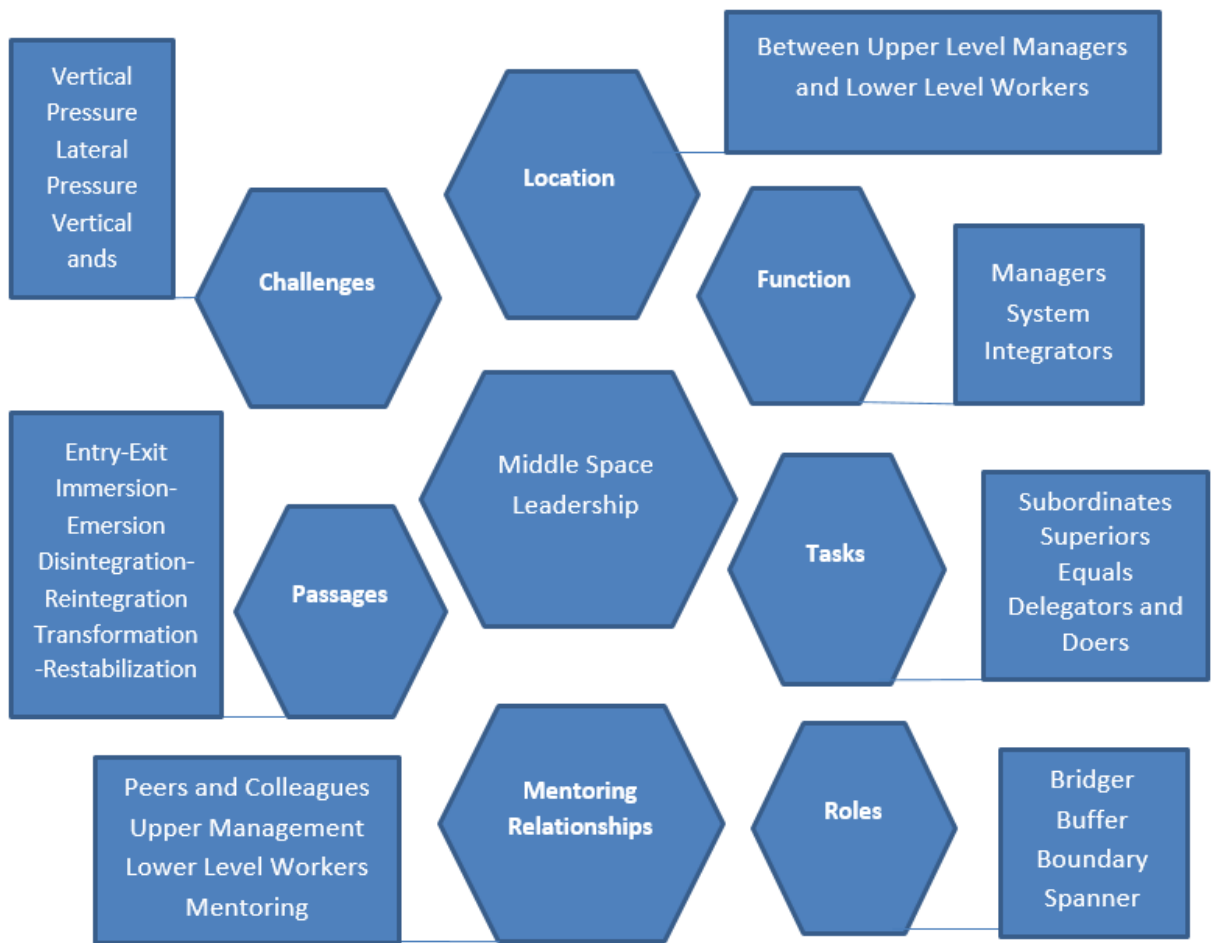 Between Upper Level Managers
and Lower Level Workers
Location
Vertical
Pressure
Lateral
Pressure
Vertical
ands
Challenges
Function
Managers
System
Integrators
Middle Space
Leadership
Entry-Exit
Immersion-
Emersion
Disintegration-
Reintegration
Transformation
-Restabilization
Passages
Tasks
Subordinates
Superiors
Equals
Delegators and
Doers
Peers and Colleagues
Upper Management
Lower Level Workers
Mentoring
Mentoring
Relationships
Roles
Bridger
Buffer
Boundary
Spanner